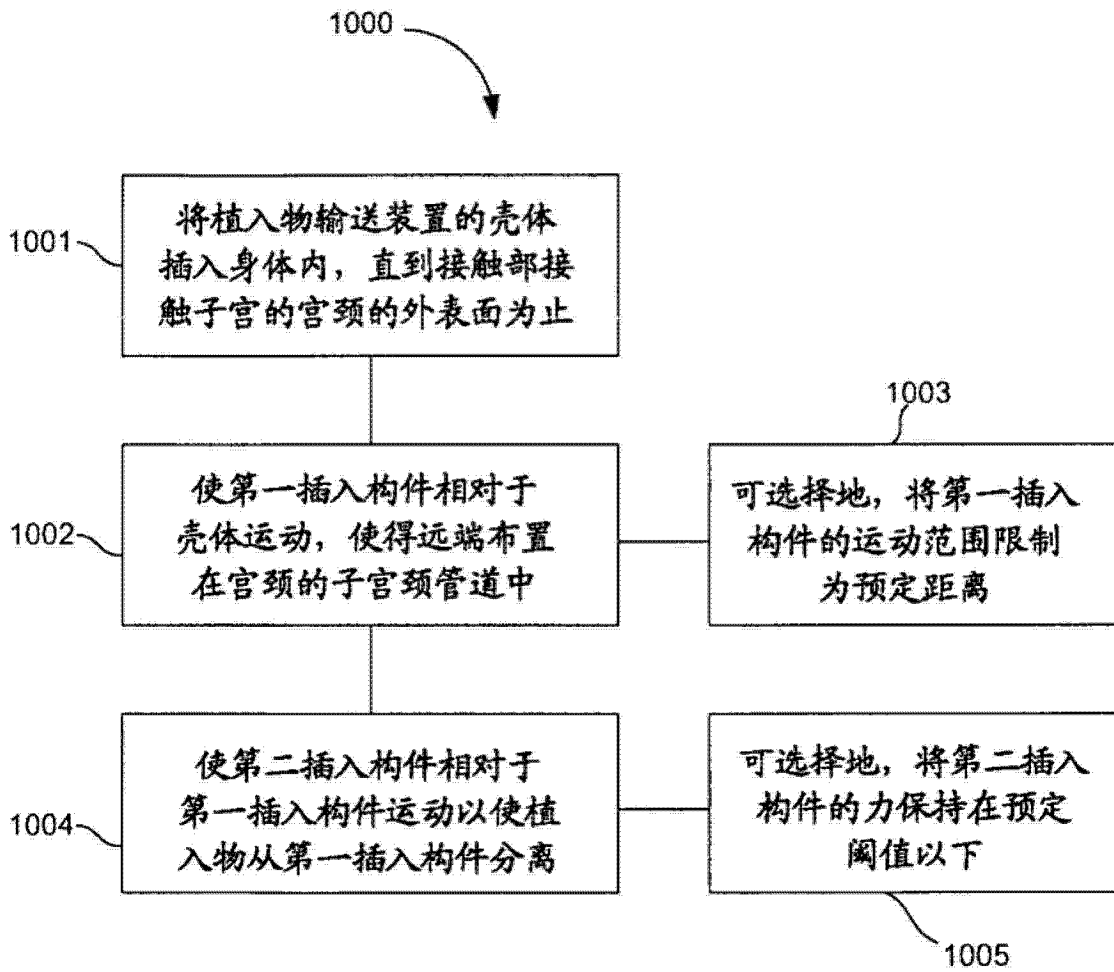 1000
1001
将植入物输送装置的壳体
插入身体内，直到接触部接
触子宫的宫颈的外表面为止
1002
使第一插入构件相对于
壳体运动，使得远端布置
在宫颈的子宫颈管道中
1003
可选择地，将第一插入
构件的运动范围限制
为预定距离
1004
使第二插入构件相对于
第一插入构件运动以使植
入物从第一插入构件分离
可选择地，将第二插入
构件的力保持在预定
阈值以下
1005